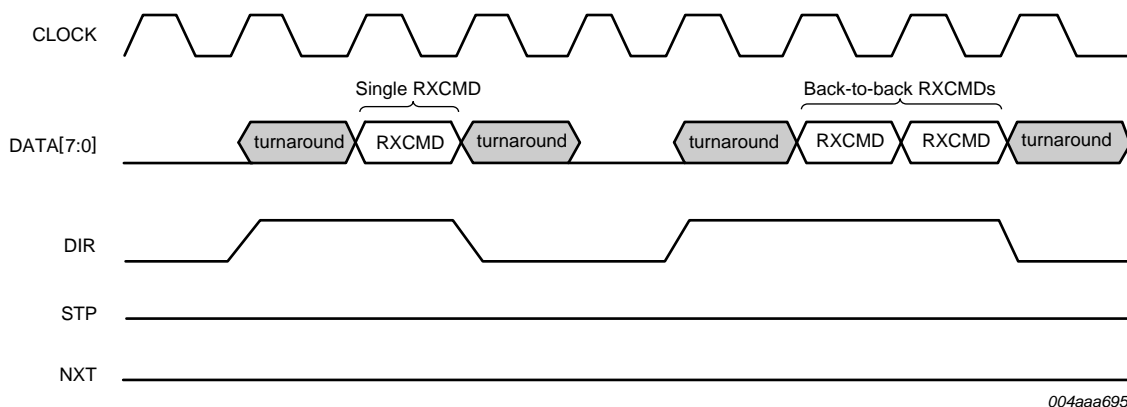 CLOCK
Single RXCMD
Back-to-back RXCMDs
DATA[7:0]
turnaround
RXCMD
turnaround
turnaround
RXCMD
RXCMD
turnaround
DIR
STP
NXT
004aaa695